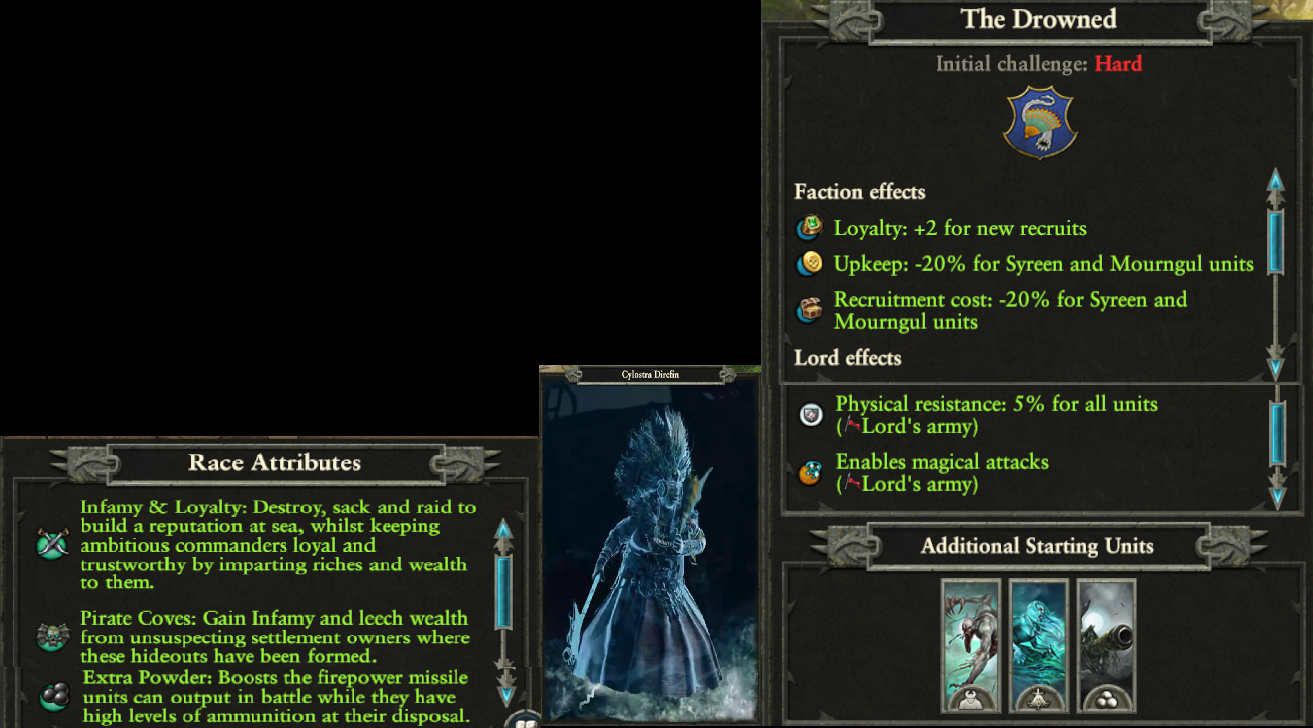 The Drowned
Initial challenge: Hard
Faction effects
Loyalty: +2 for new recruits
Upkeep: -20% for Syreen and Mourngul units
Recruitment cost: -20% for Syreen and
Mourngul units
Lord effects
Physical resistance: 5% for all units
(Lord's army)
Enables magical attacks
(Lord's army)
Additional Starting Units
Cylostra Direfin
Race Attributes
Infamy & Loyalty: Destroy, sack and raid to
build a reputation at sea, whilst keeping
ambitious commanders loyal and
trustworthy by imparting riches and wealth
to them.
Pirate Coves: Gain Infamy and leech wealth
from unsuspecting settlement owners where
these hideouts have been formed.
Extra Powder: Boosts the firepower missile
units can output in battle while they have
high levels of ammunition at their disposal.